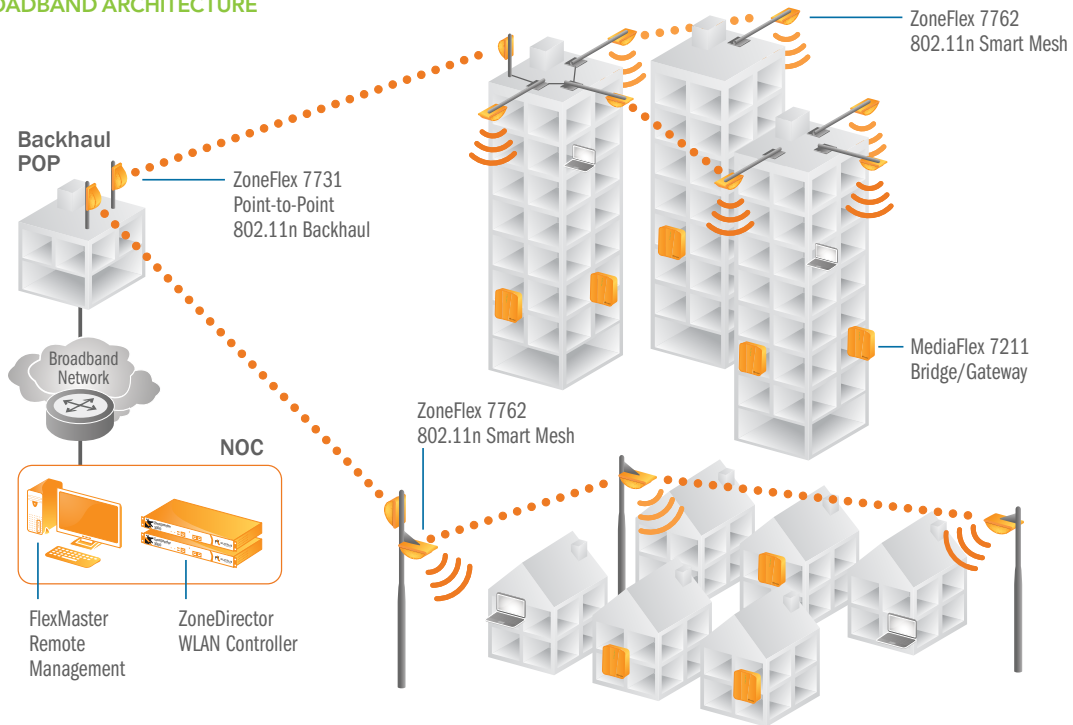 OADBAND ARCHITECTURE
ZoneFlex 7762
802.11n Smart Mesh
Backhaul
POP
ZoneFlex 7731
Point-to-Point
802.11n Backhaul
Broadband
Network
MediaFlex 7211
Bridge/Gateway
ZoneFlex 7762
802.11n Smart Mesh
NOC
FlexMaster
Remote
Management
ZoneDirector
WLAN Controller